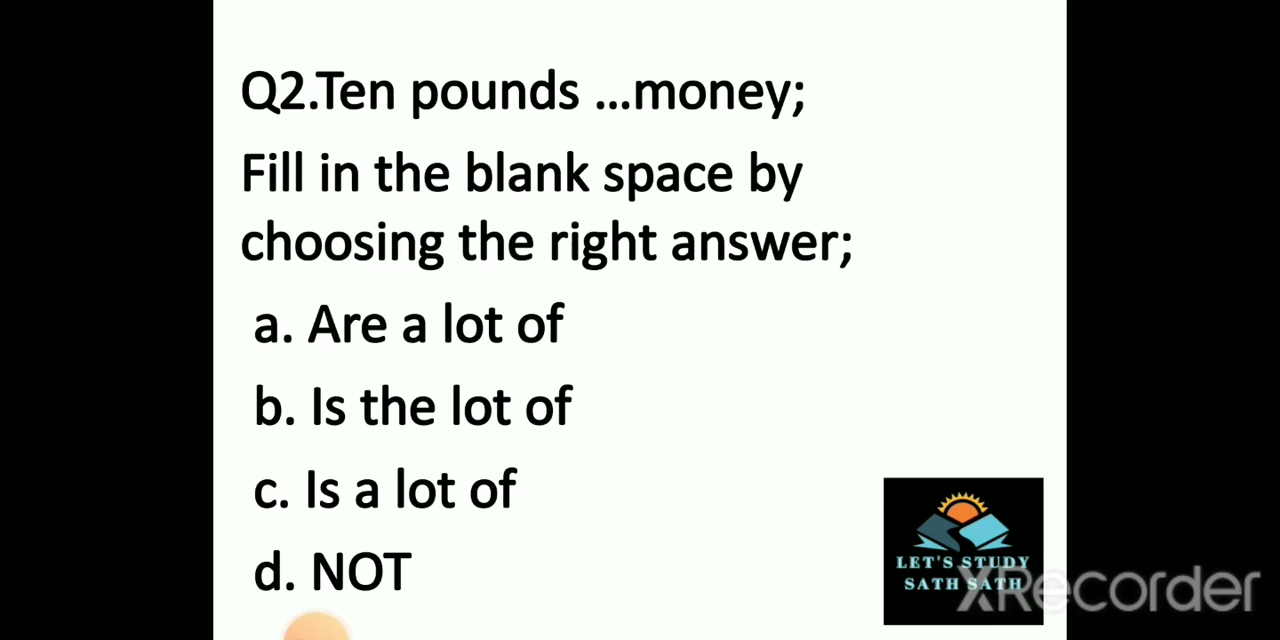 Q2.Ten pounds ...money;
Fill in the blank space by
choosing the right answer;
a. Are a lot of
b. Is the lot of
c. Is a lot of
d. NOT
LET'S STUDY
SATH SATH
XRecorder